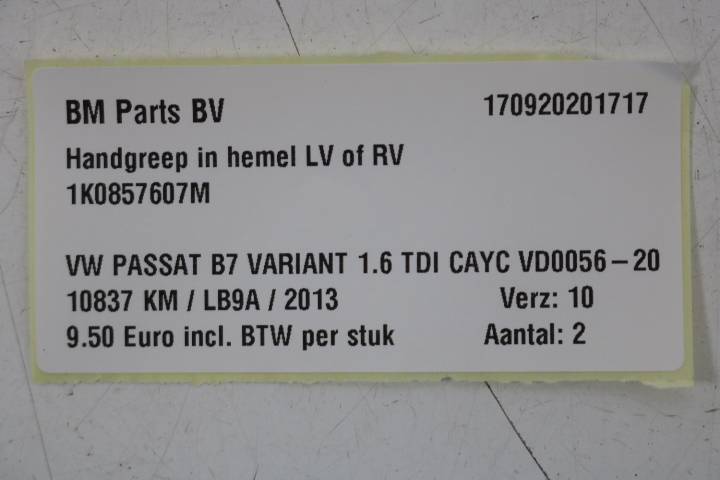 BM Parts BV 170920201717
Handgreep in hemel LV of RV
1K0857607M
VW PASSAT B7 VARIANT 1.6 TDI CAYC VD0056-20
10837 KM / LB9A / 2013 Verz: 10
9.50 Euro incl. BTW per stuk Aantal: 2